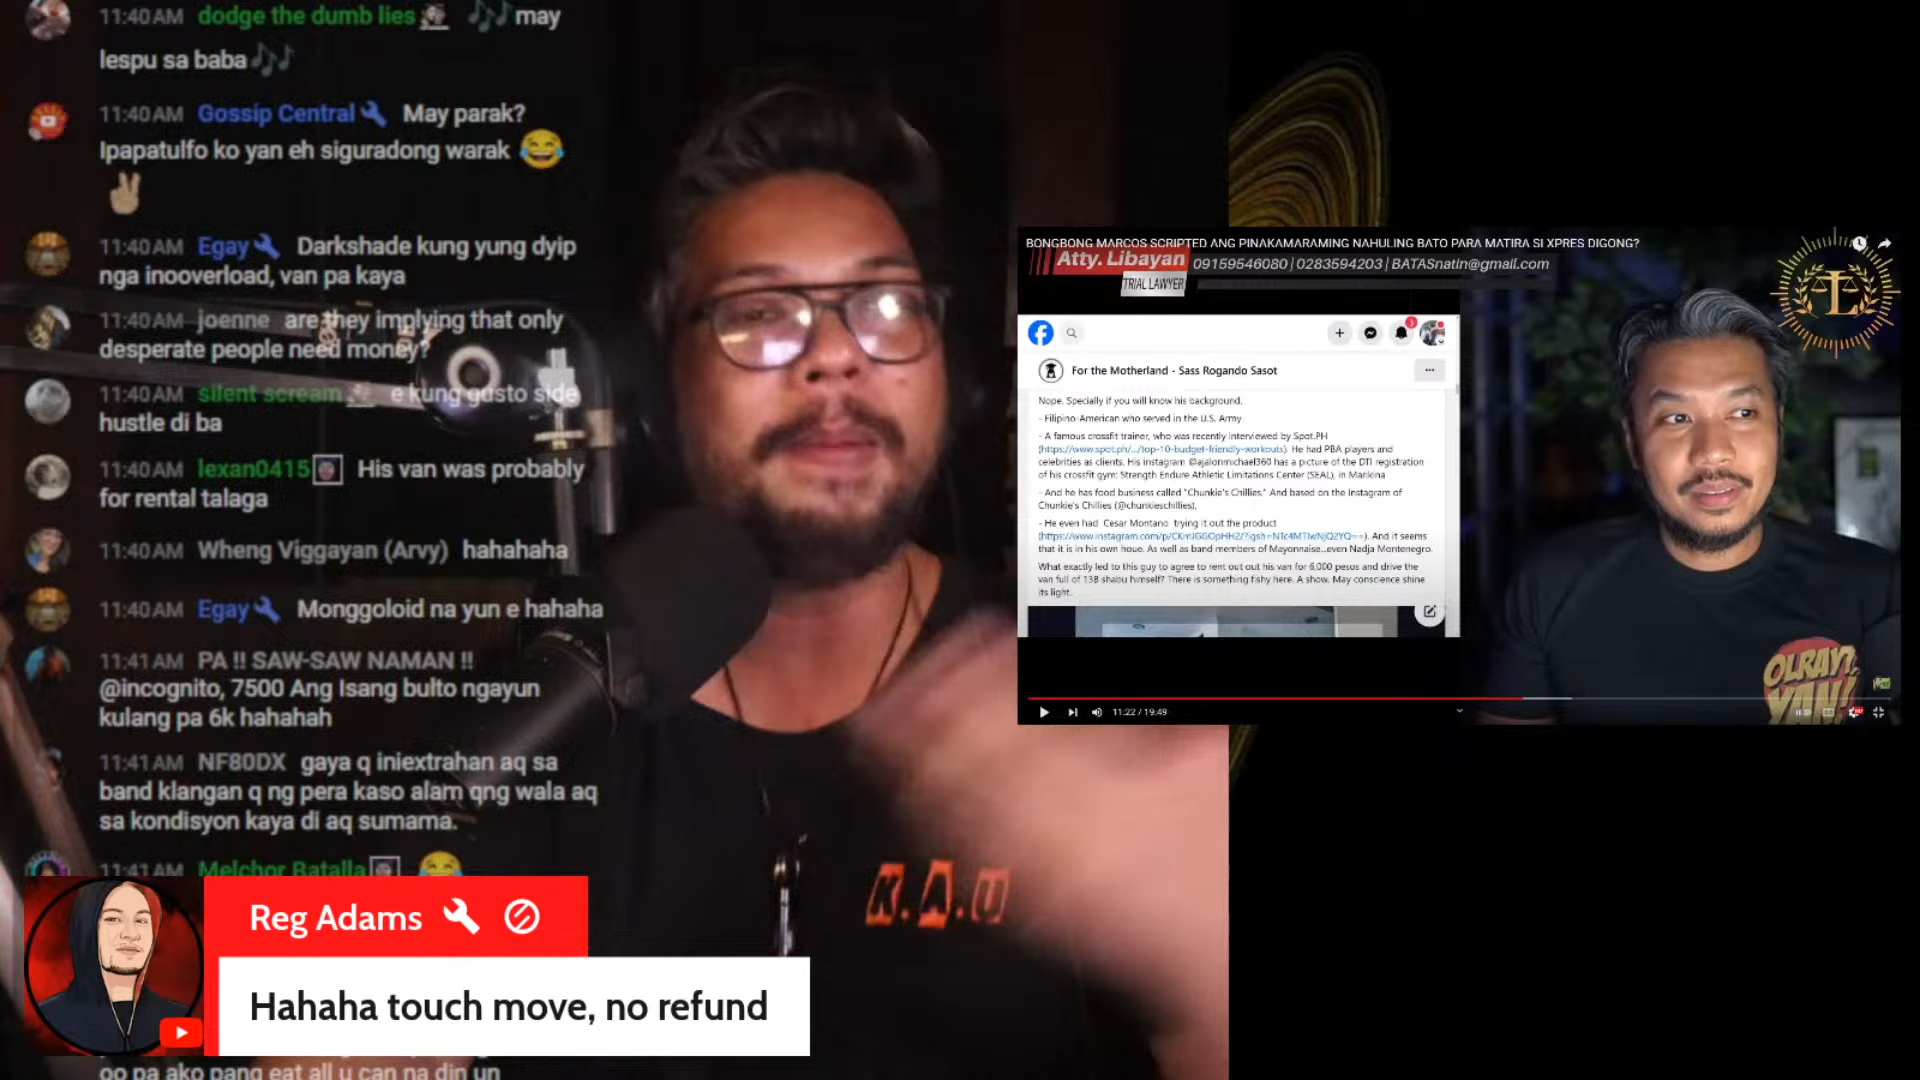 11:40 AM dodge the dumb lies 🎶 may
lespu sa baba 🎶
11:40 AM Gossip Central May parak?
Ipapatulfo ko yan eh siguradong warak 😂
✌
11:40 AM Egay Darkshade kung yung dyip
nga inooverload, van pa kaya
11:40 AM joenne are they implying that only
desperate people need money?
11:40 AM silent scream e kung gusto side
hustle di ba
11:40 AM lexan0415 His van was probably
for rental talaga
11:40 AM Wheng Viggayan (Arvy) hahahaha
11:40 AM Egay Monggoloid na yun e hahaha
11:41 AM PA !! SAW-SAW NAMAN !!
@incognito, 7500 Ang Isang bulto ngayun
kulang pa 6k hahahah
11:41 AM NF80DX gaya q iniextrahan aq sa
band klangan q ng pera kaso alam qng wala aq
sa kondisyon kaya di aq sumama.
11:41 AM Melchor Batalla 😂
Reg Adams
Hahaha touch move, no refund
oo pa ako pang eat all u can na din un
K.A.U
BONGBONG MARCOS SCRIPTED ANG PINAKAMARAMING NAHULING BATO PARA MATIRA SI XPRES DIGONG?
Atty. Libayan 09159546080 | 0283594203 | BATASnatin@gmail.com
TRIAL LAWYER
For the Motherland - Sass Rogando Sasot
Nope. Specially if you will know his background.
- Filipino-American who served in the U.S. Army
- A famous crossfit trainer, who was recently interviewed by Spot.PH
(https://www.spot.ph/.../top-10-budget-friendly-workouts). He had PBA players and
celebrities as clients. His instagram @ajalonmichael360 has a picture of the DTI registration
of his crossfit gym: Strength Endure Athletic Limitations Center (SEAL), in Marikina
- And he has food business called "Chunkie's Chillies." And based on the Instagram of
Chunkie's Chillies (@chunkieschillies),
- He even had Cesar Montano trying it out the product
And it seems
that it is in his own houe. As well as band members of Mayonnaise...even Nadja Montenegro.
What exactly led to this guy to agree to rent out out his van for 6,000 pesos and drive the
van full of 13B shabu himself? There is something fishy here. A show. May conscience shine
its light.
OLRAYT
YAN!
11:22 / 19:49